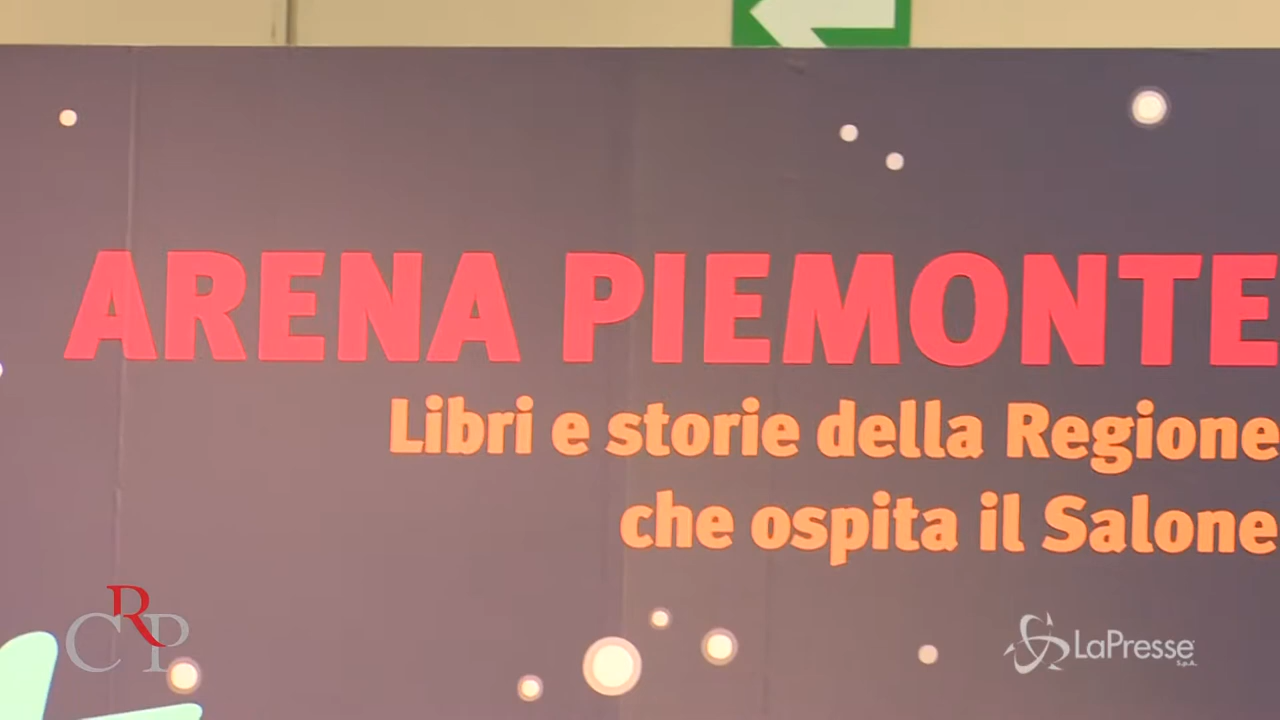 ARENA PIEMONTE
Libri e storie della Regione
che ospita il Salone
CRP
LaPresse
S.p.A.